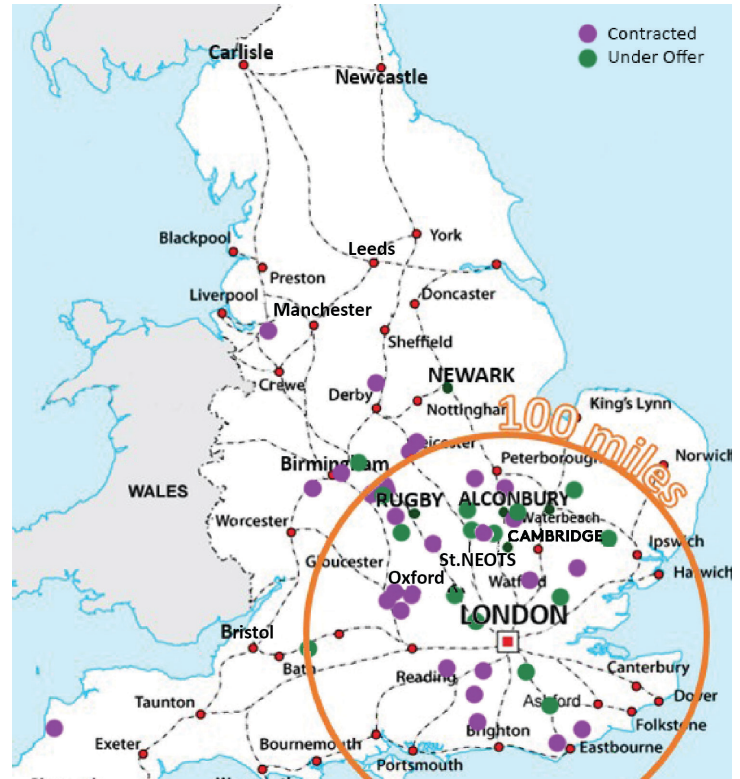 Contracted
Under Offer
Carlisle
Newcastle
Blackpool
York
Leeds
Preston
Liverpool
Doncaster
Manchester
Sheffield
Crewe
NEWARK
Derby
Nottingham
100 miles
King's Lynn
Leicester
Birmingham
Peterborough
Norwich
WALES
RUGBY
ALCONBURY
Worcester
Waterbeach
CAMBRIDGE
Gloucester
St.NEOTS
Ipswich
Oxford
Watford
Harwich
LONDON
Bristol
Bath
Reading
Canterbury
Taunton
Ashford
Dover
Folkstone
Brighton
Exeter
Bournemouth
Eastbourne
Portsmouth